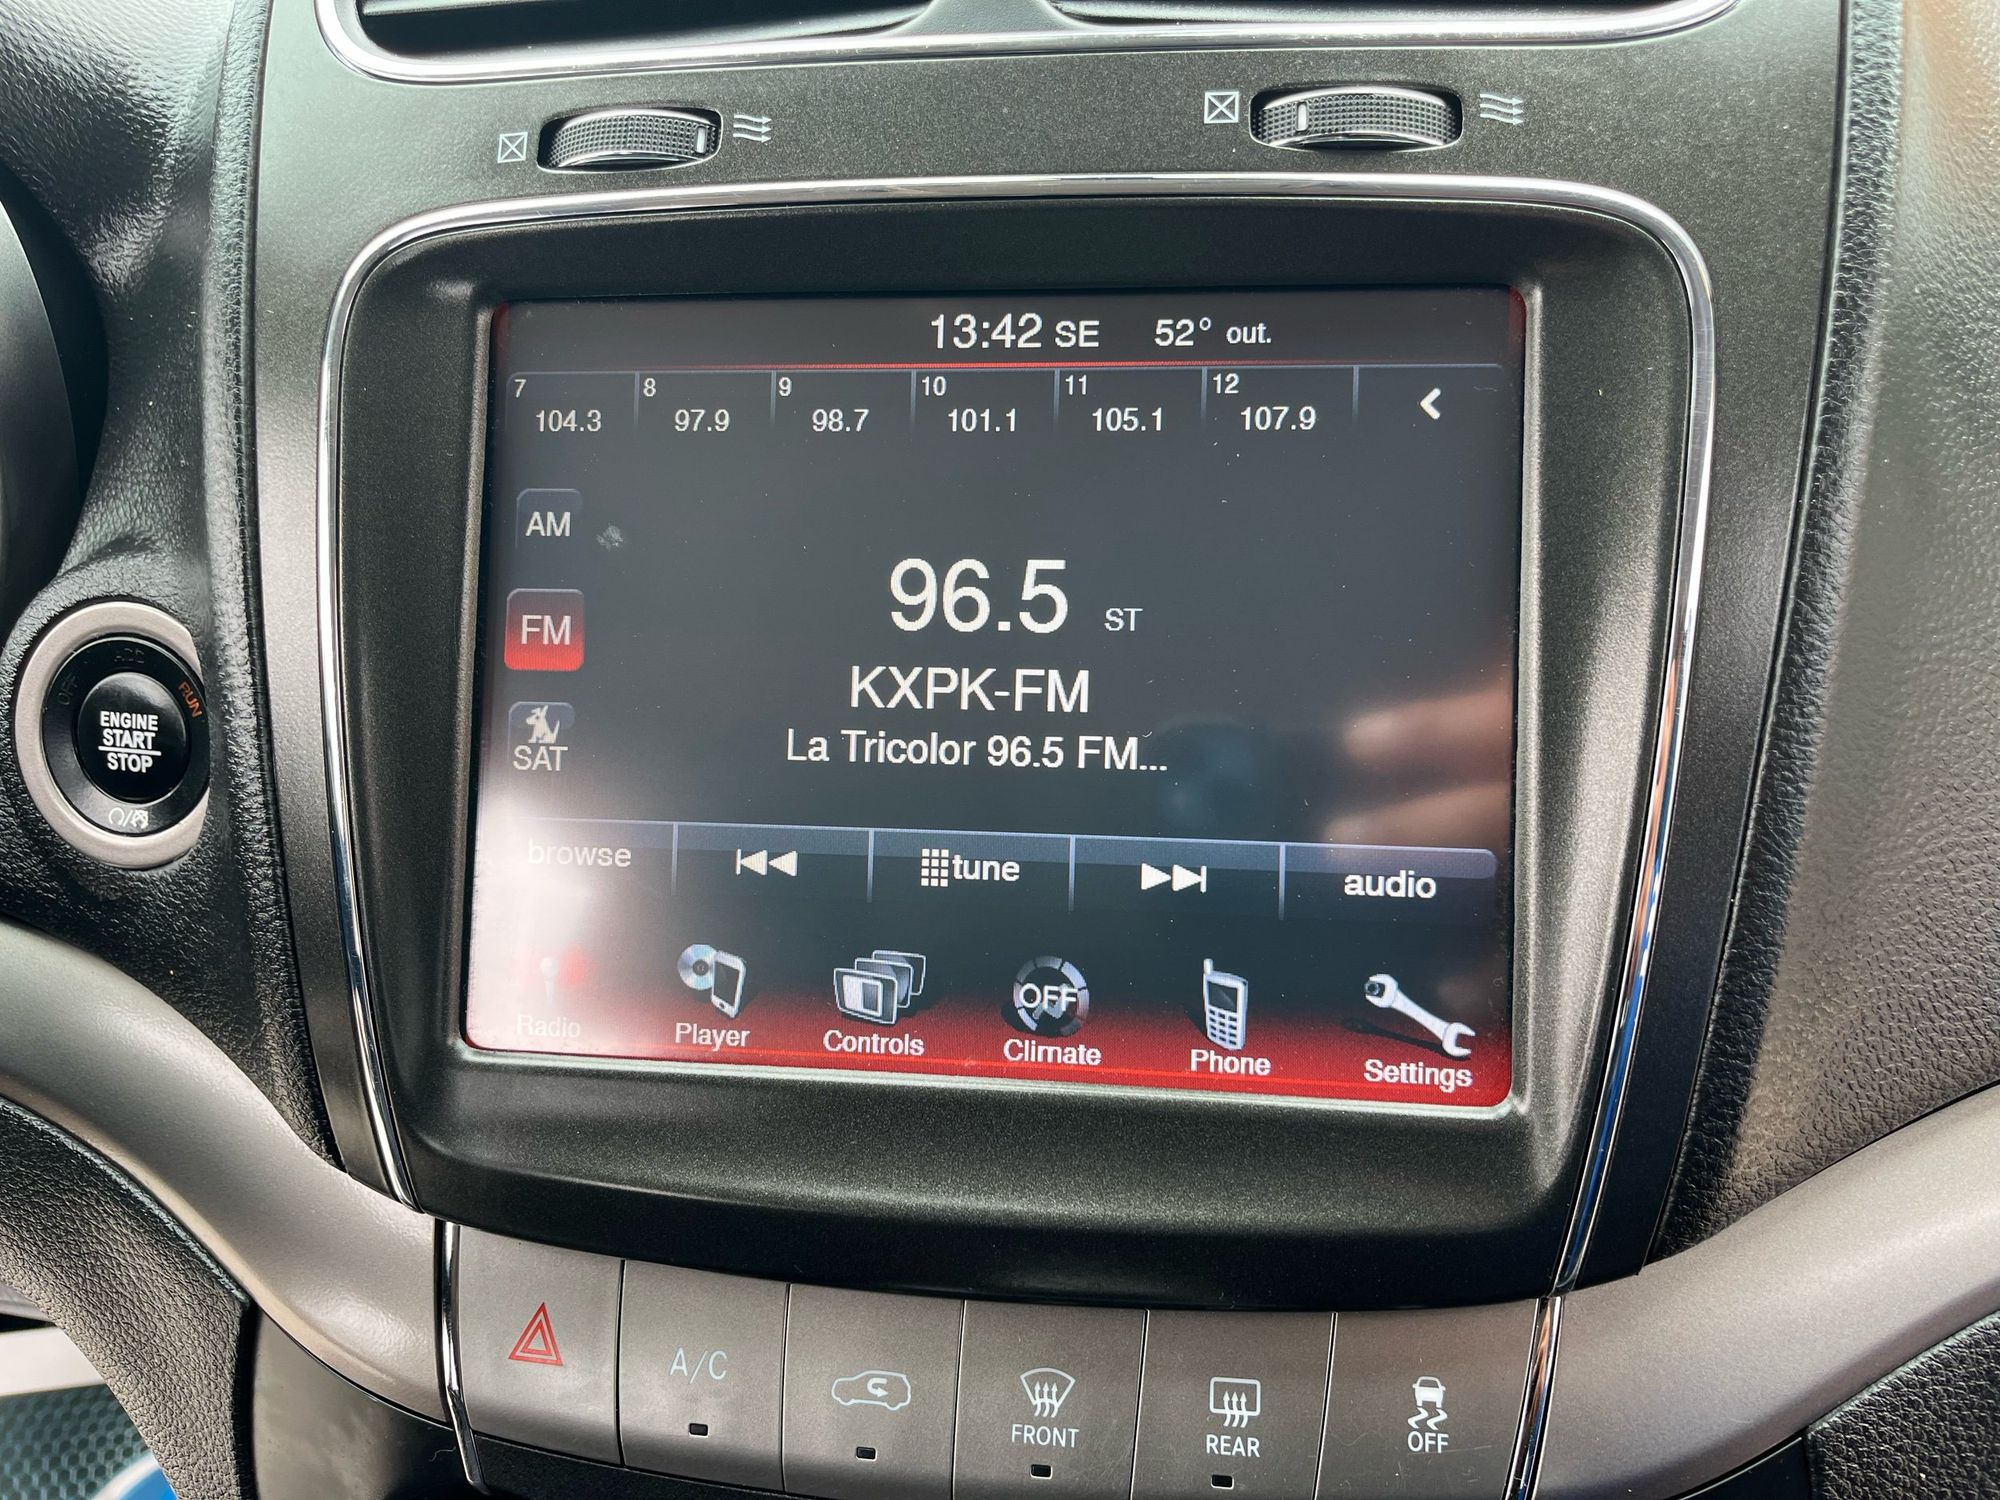 13:42 SE 52° out.
7 8 9 10 11 12
104.3 97.9 98.7 101.1 105.1 107.9
AM
96.5 ST
FM
KXPK-FM
SAT
La Tricolor 96.5 FM...
browse tune audio
OFF
Radio Player Controls Climate Phone Settings
ACC
OFF
RUN
ENGINE
START
STOP
A/C
FRONT
REAR
OFF